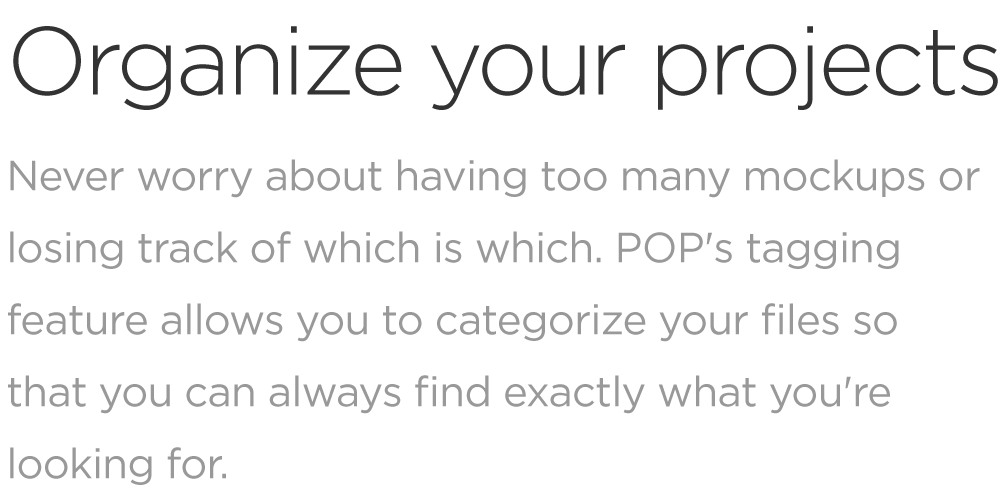 Organize your projects
Never worry about having too many mockups or
losing track of which is which. POP's tagging
feature allows you to categorize your files so
that you can always find exactly what you're
looking for.